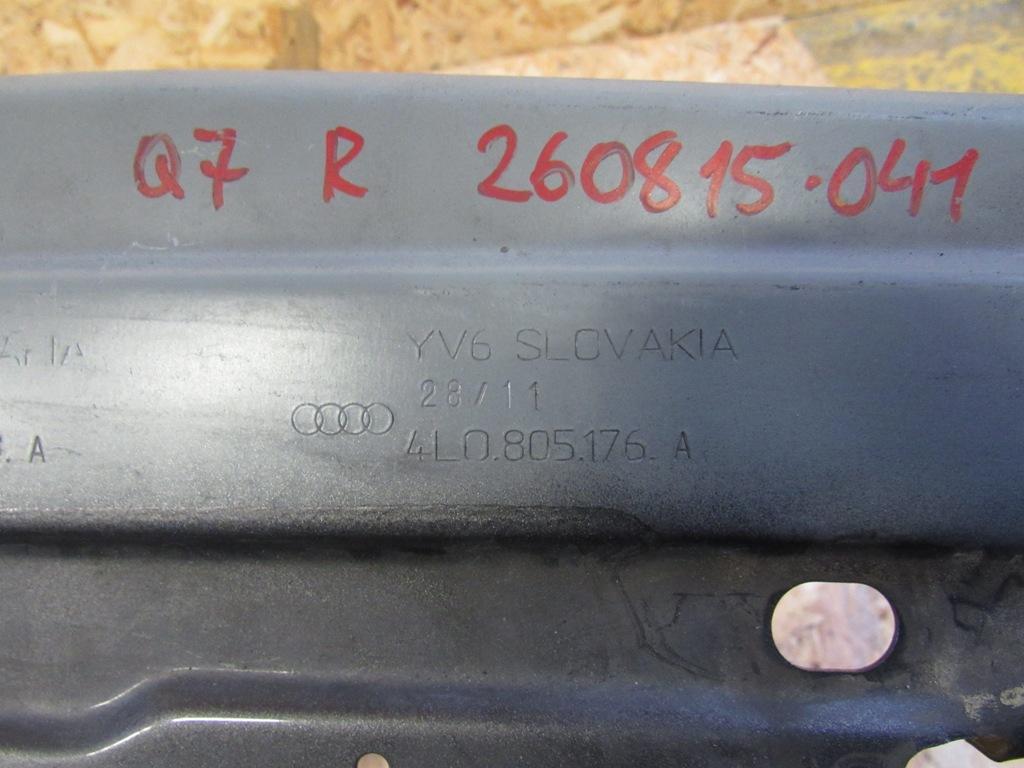 Q7 R 260815.041
YV6 SLOVAKIA
28/11
4L0.805.176. A
. A